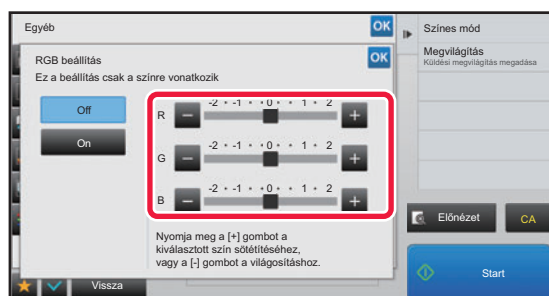 Egyéb
OK
RGB beállítás
OK
Ez a beállítás csak a színre vonatkozik
Off
On
R
-2 -1 0 1 2
G
-2 -1 0 1 2
B
-2 -1 0 1 2
Nyomja meg a [+] gombot a
kiválasztott szín sötétítéséhez,
vagy a [-] gombot a világosításhoz.
Vissza
Színes mód
Megvilágítás
Küldési megvilágítás megadása
Előnézet
CA
Start